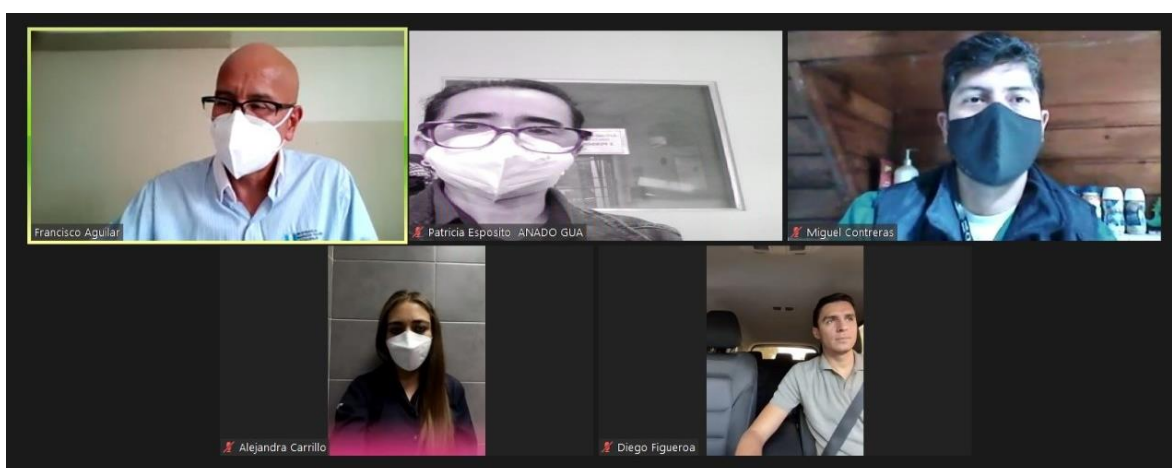 Francisco Aguilar
Patricia Esposito ANADO GUA
Miguel Contreras
Alejandra Carrillo
Diego Figueroa